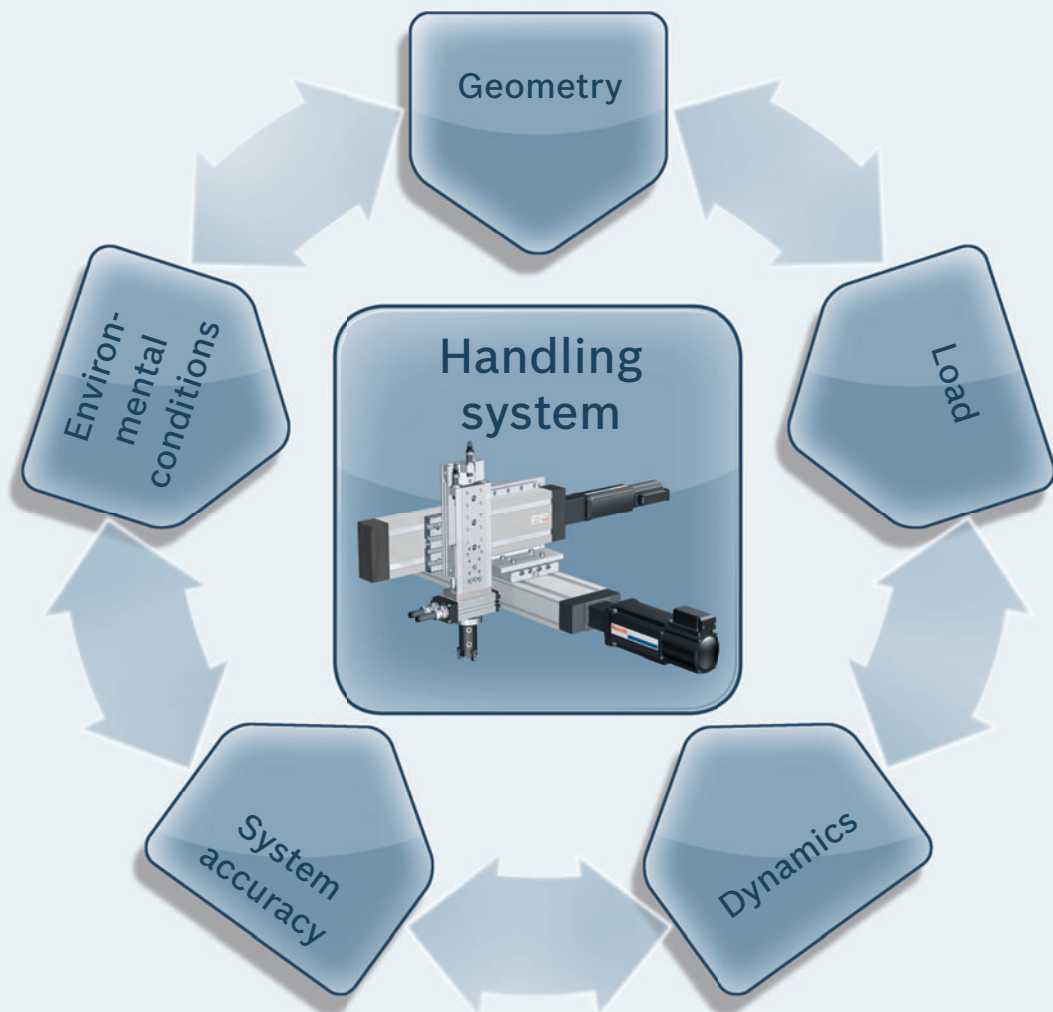 Geometry
Environ-
mental
conditions
Handling
system
Load
System
accuracy
Dynamics